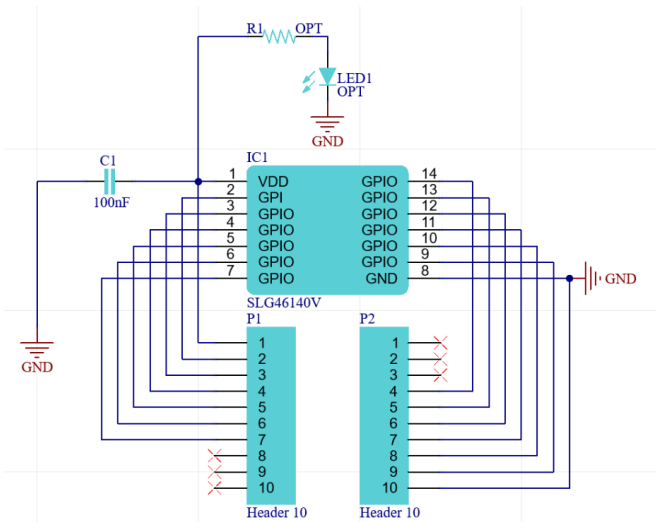 R1 OPT
LED1
OPT
GND
IC1
C1
100nF
1 VDD GPIO 14
2 GPI GPIO 13
3 GPIO GPIO 12
4 GPIO GPIO 11
5 GPIO GPIO 10
6 GPIO GPIO 9
7 GPIO GND 8
GND
SLG46140V
P1 P2
1 1
2 2
3 3
GND
4 4
5 5
6 6
7 7
8 8
9 9
10 10
Header 10 Header 10